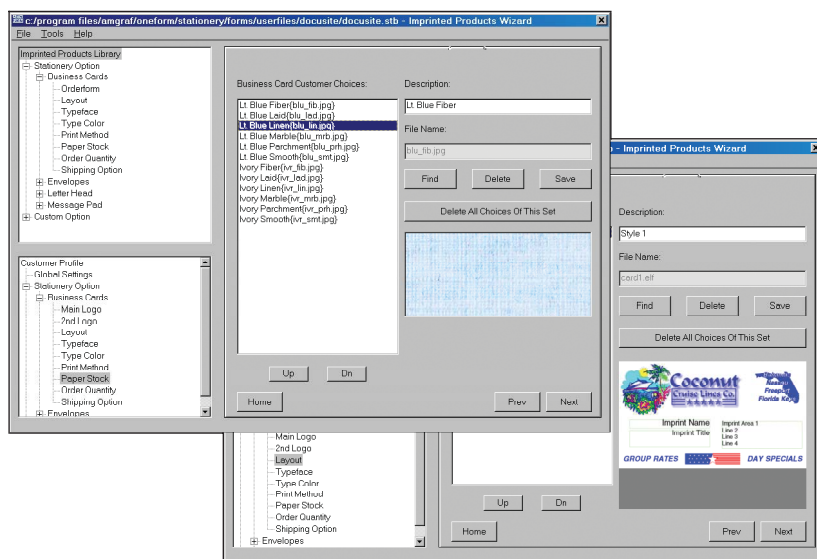 c:/program files/amgraf/oneform/stationery/forms/userfiles/docusite/docusite.stb - Imprinted Products Wizard
File Tools Help
Imprinted Products Library
Stationery Option
Business Cards
Orderform
Layout
Typeface
Type Color
Print Method
Paper Stock
Order Quantity
Shipping Option
Envelopes
Letter Head
Message Pad
Custom Option
Customer Profile
Global Settings
Stationery Option
Business Cards
Main Logo
2nd Logo
Layout
Typeface
Type Color
Print Method
Paper Stock
Order Quantity
Shipping Option
Envelopes
Business Card Customer Choices:
Lt. Blue Fiber{blu_fib.jpg}
Lt. Blue Laid{blu_lad.jpg}
Lt. Blue Linen{blu_lin.jpg}
Lt. Blue Marble{blu_mrb.jpg}
Lt. Blue Parchment{blu_prh.jpg}
Lt. Blue Smooth{blu_smt.jpg}
Ivory Fiber{ivr_fib.jpg}
Ivory Laid{ivr_lad.jpg}
Ivory Linen{ivr_lin.jpg}
Ivory Marble{ivr_mrb.jpg}
Ivory Parchment{ivr_prh.jpg}
Ivory Smooth{ivr_smt.jpg}
Up Dn
Description:
Lt. Blue Fiber
File Name:
blu_fib.jpg
Find Delete Save
Delete All Choices Of This Set
Home Prev Next
- Imprinted Products Wizard
Description:
Style 1
File Name:
card1.elf
Find Delete Save
Delete All Choices Of This Set
Coconut
Cruise Lines Co.
Nassau
Freeport
Florida Keys
Imprint Name
Imprint Title
Imprint Area 1
Line 2
Line 3
Line 4
GROUP RATES DAY SPECIALS
Main Logo
2nd Logo
Layout
Typeface
Type Color
Print Method
Paper Stock
Order Quantity
Shipping Option
Envelopes
Up Dn
Home Prev Next